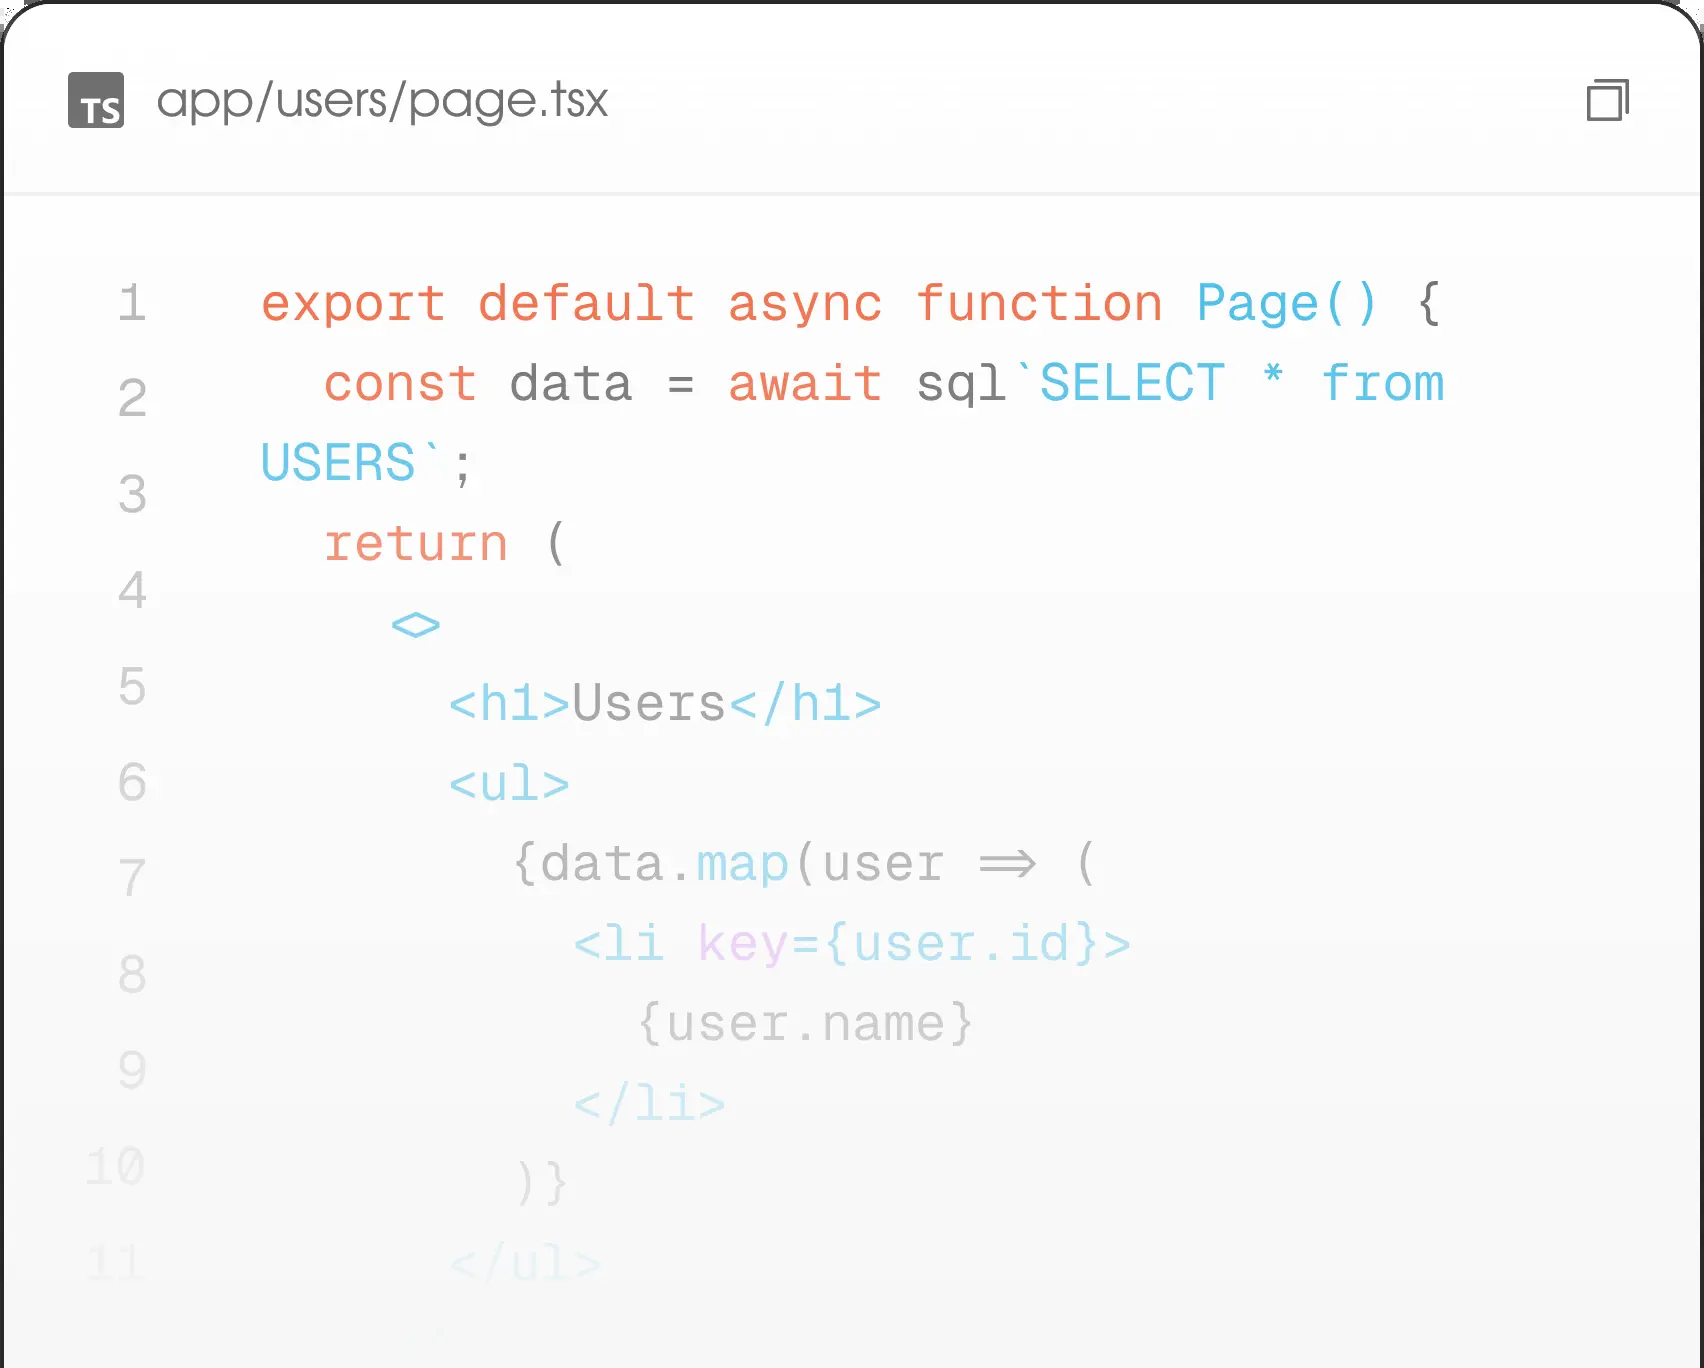 TS app/users/page.tsx
1 export default async function Page() {
2 const data = await sql`SELECT * from
USERS`;
3
return (
4
<>
5
<h1>Users</h1>
6 <ul>
7 {data.map(user => (
8 <li key={user.id}>
{user.name}
9
</li>
10
)}
11 </ul>